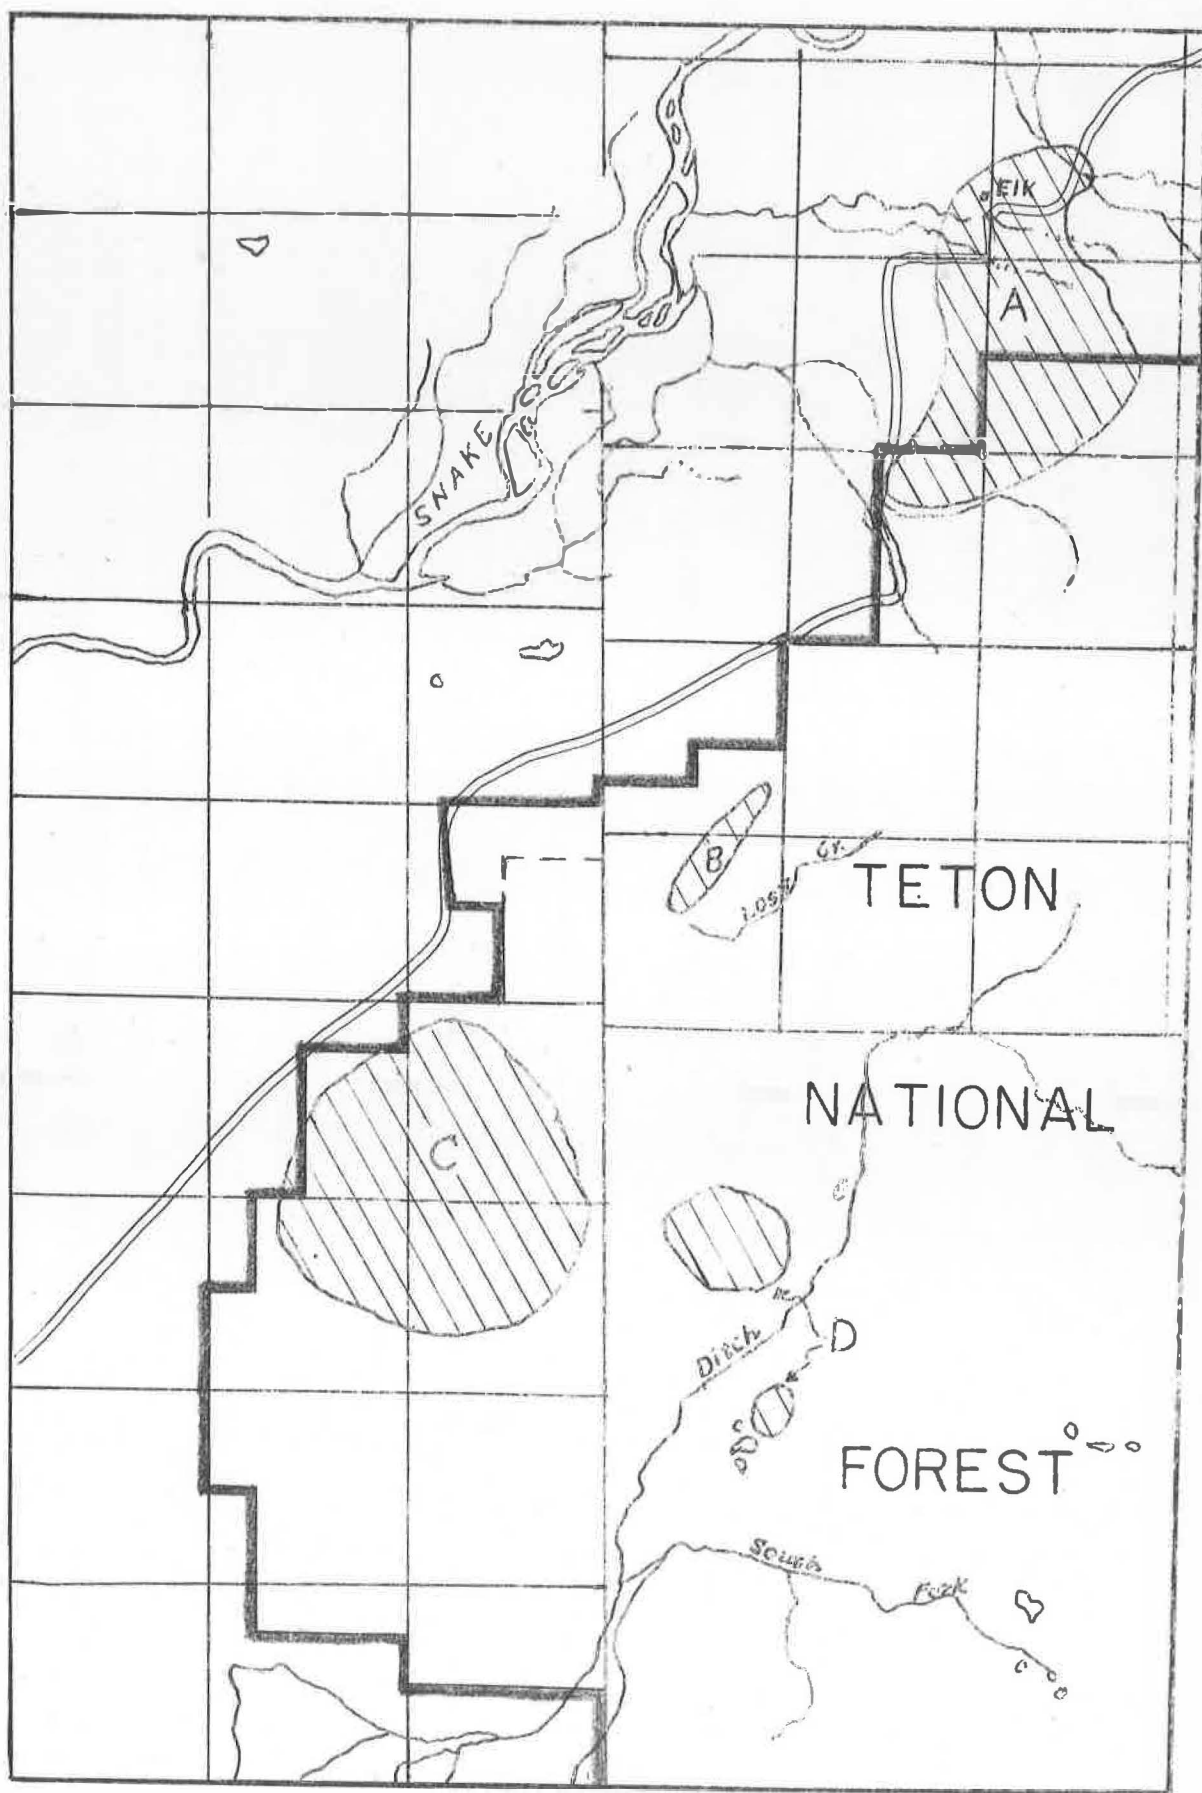 Elk
A
SNAKE
B
Lost Cr.
TETON
NATIONAL
C
Ditch
D
FOREST
South Fork